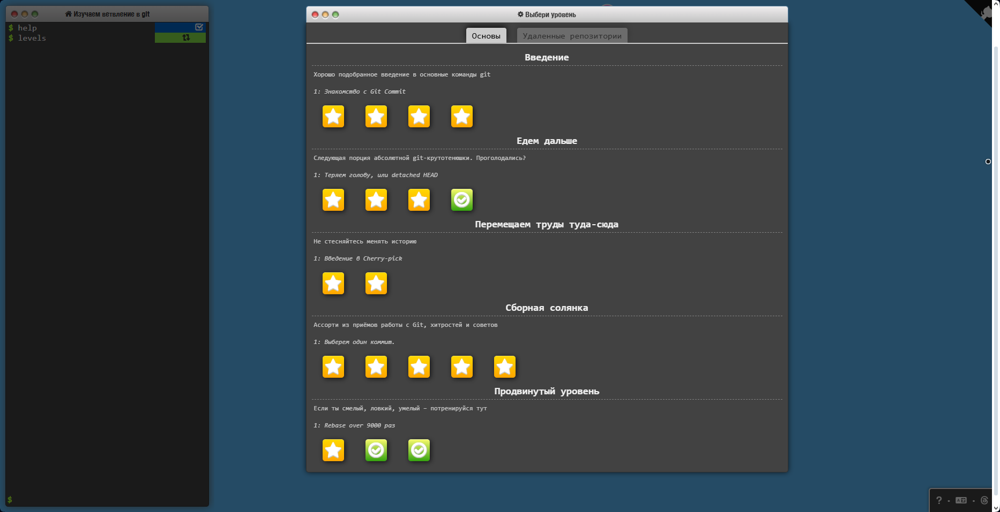 Изучаем ветвление в git
$ help
$ levels
$
Выбери уровень
Основы
Удаленные репозитории
Введение
Хорошо подобранное введение в основные команды git
1: Знакомство с Git Commit
Едем дальше
Следующая порция абсолютной git-крутотенюшки. Проголодались?
1: Теряем голову, или detached HEAD
Перемещаем труды туда-сюда
Не стесняйтесь менять историю
1: Введение в Cherry-pick
Сборная солянка
Ассорти из приёмов работы с Git, хитростей и советов
1: Выберем один коммит.
Продвинутый уровень
Если ты смелый, ловкий, умелый – потренируйся тут
1: Rebase over 9000 раз
? · ·